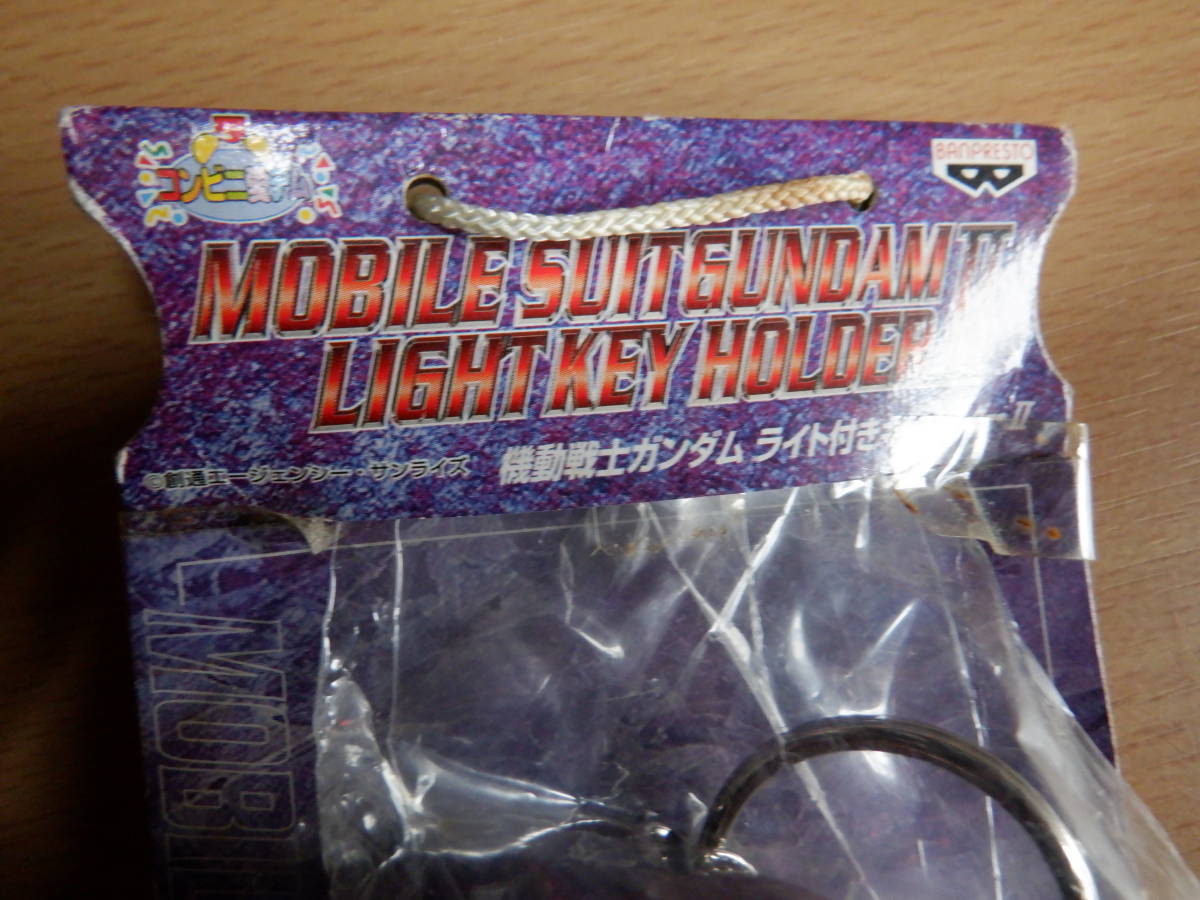 コンビニ
BANPRESTO
MOBILE SUIT GUNDAM II
LIGHT KEY HOLDER
機動戦士ガンダム ライト付き II
©創通エージェンシー・サンライズ
MOBI